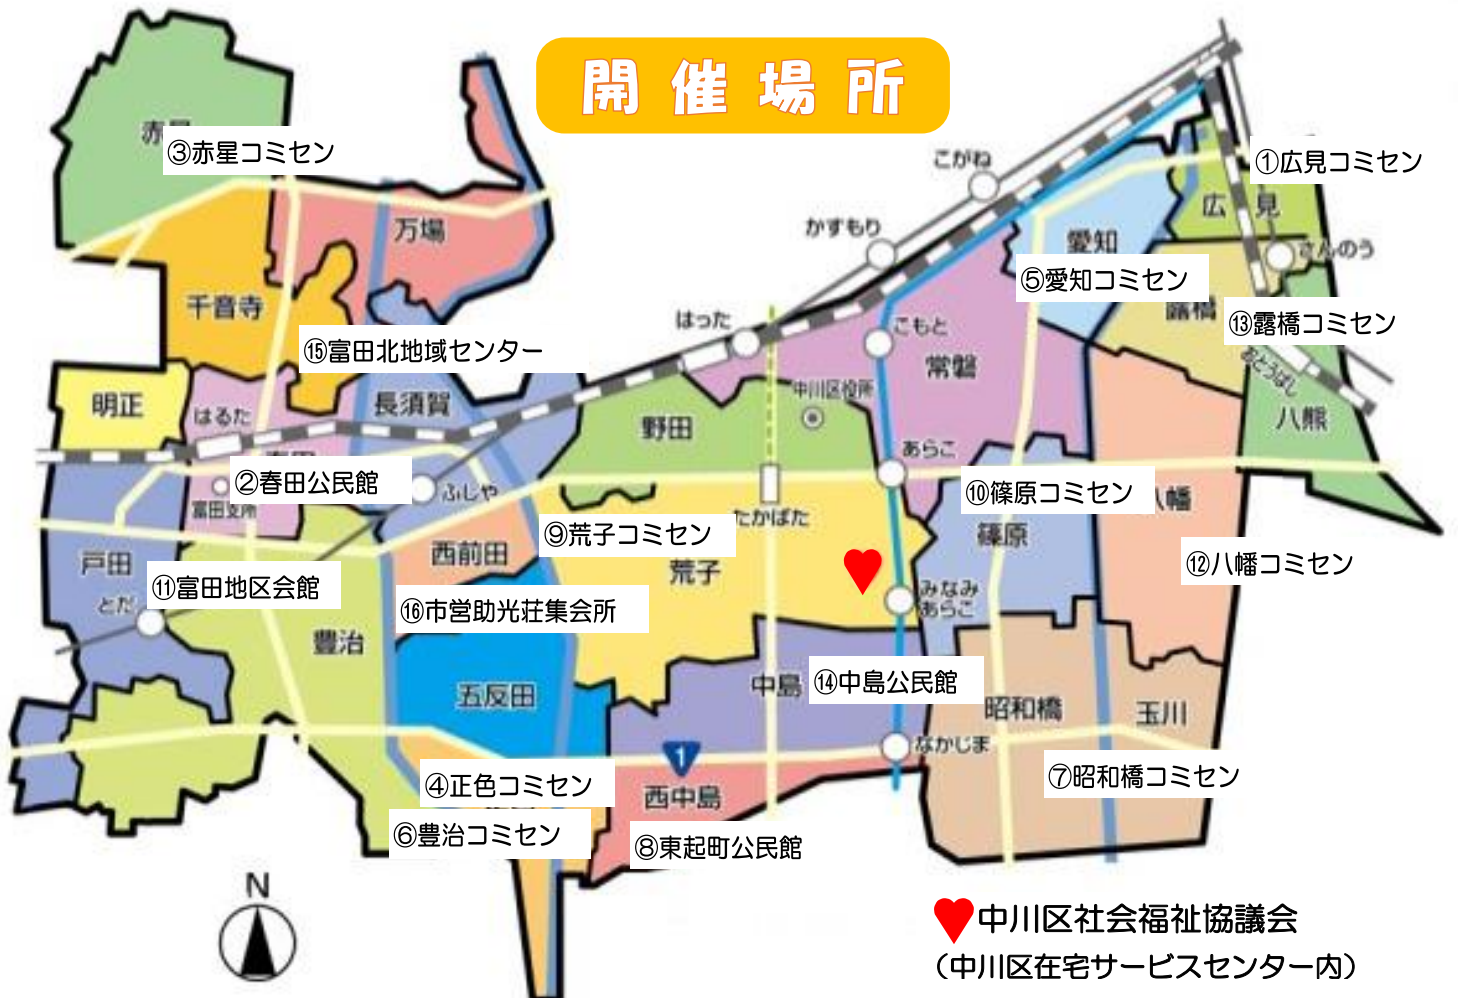 開催場所
こがね
①広見コミセン
③赤星コミセン
広見
かすもり
万場
愛知
さんのう
⑤愛知コミセン
千音寺
露橋
はった
こもと
⑬露橋コミセン
⑮富田北地域センター
常磐
中川区役所
明正
長須賀
はるた
野田
八熊
あらこ
②春田公民館
ふしや
⑩篠原コミセン
富田支所
たかばた
八幡
⑨荒子コミセン
篠原
西前田
戸田
荒子
⑫八幡コミセン
⑪富田地区会館
とだ
みなみ
あらこ
⑯市営助光荘集会所
豊治
中島
⑭中島公民館
五反田
昭和橋
玉川
なかじま
1
④正色コミセン
⑦昭和橋コミセン
西中島
⑥豊治コミセン
⑧東起町公民館
N
中川区社会福祉協議会
（中川区在宅サービスセンター内）